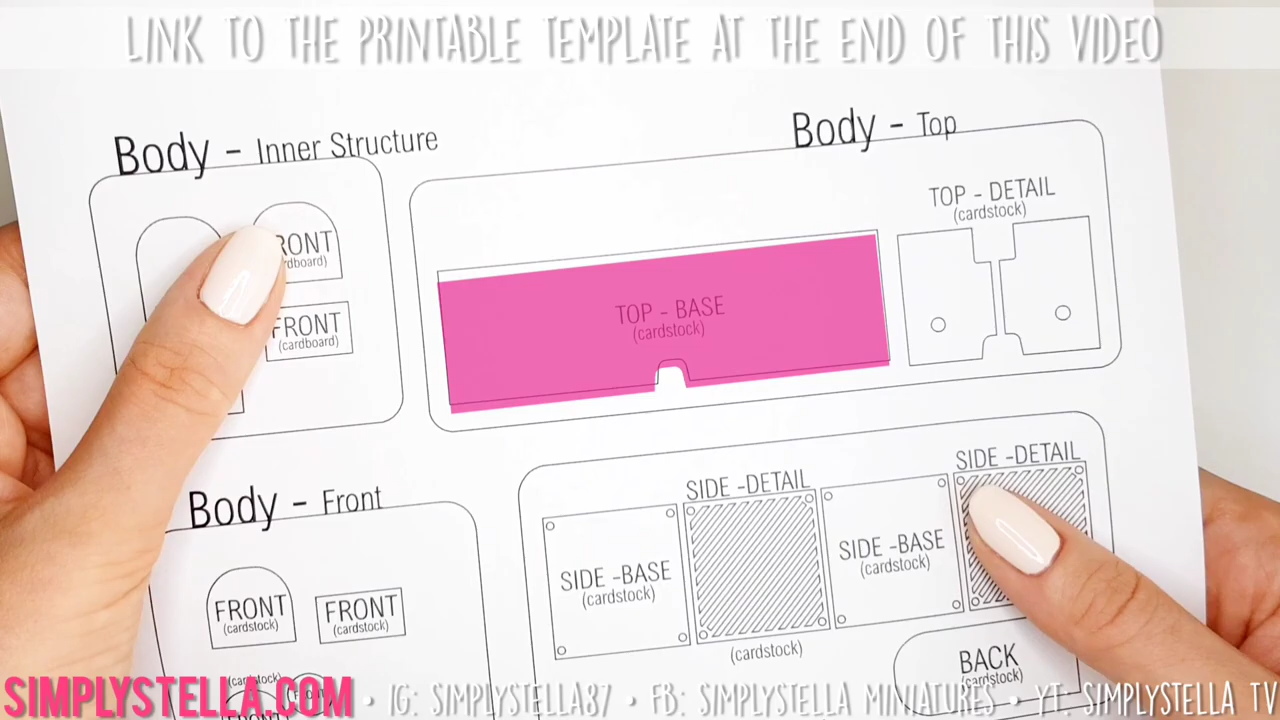 LINK TO THE PRINTABLE TEMPLATE AT THE END OF THIS VIDEO
Body - Inner Structure
FRONT
(cardboard)
FRONT
(cardboard)
Body - Top
TOP - BASE
(cardstock)
TOP - DETAIL
(cardstock)
Body - Front
FRONT
(cardstock)
FRONT
(cardstock)
(cardstock)
FRONT
SIDE -BASE
(cardstock)
SIDE -DETAIL
(cardstock)
SIDE -BASE
(cardstock)
SIDE -DETAIL
BACK
(cardstock)
SIMPLYSTELLA.COM • IG: SIMPLYSTELLA87 • FB: SIMPLYSTELLA MINIATURES • YT: SIMPLYSTELLA TV